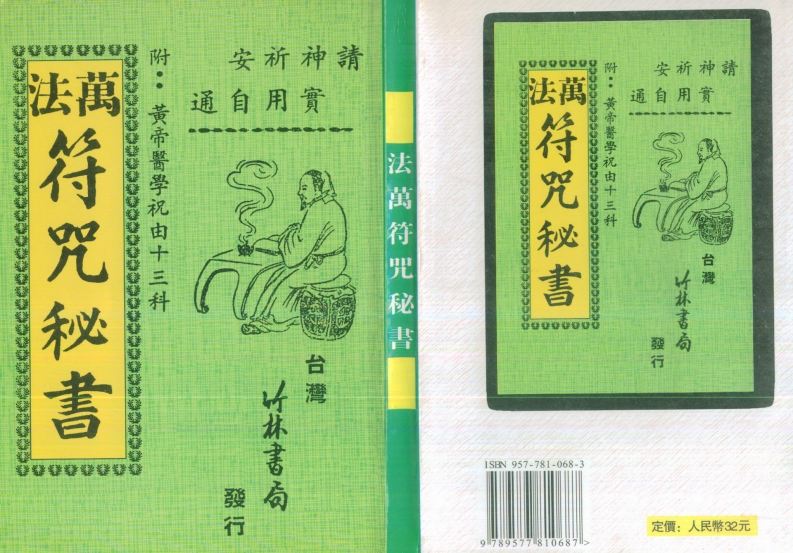 請神祈安
實用自通
附：黃帝醫學祝由十三科
萬法
符咒秘書
台灣
竹林書局
發行
法萬符咒秘書
請神祈安
實用自通
附：黃帝醫學祝由十三科
萬法
符咒秘書
台灣
竹林書局
發行
ISBN 957-781-068-3
9 789577 810687 >
定價：人民幣32元